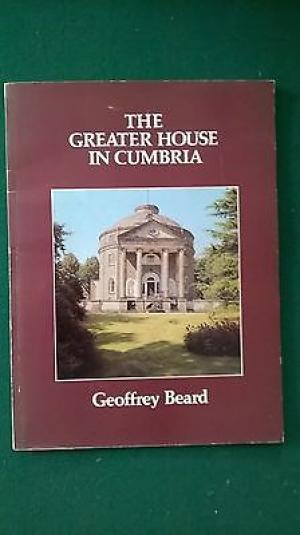 THE
GREATER HOUSE
IN CUMBRIA
Geoffrey Beard